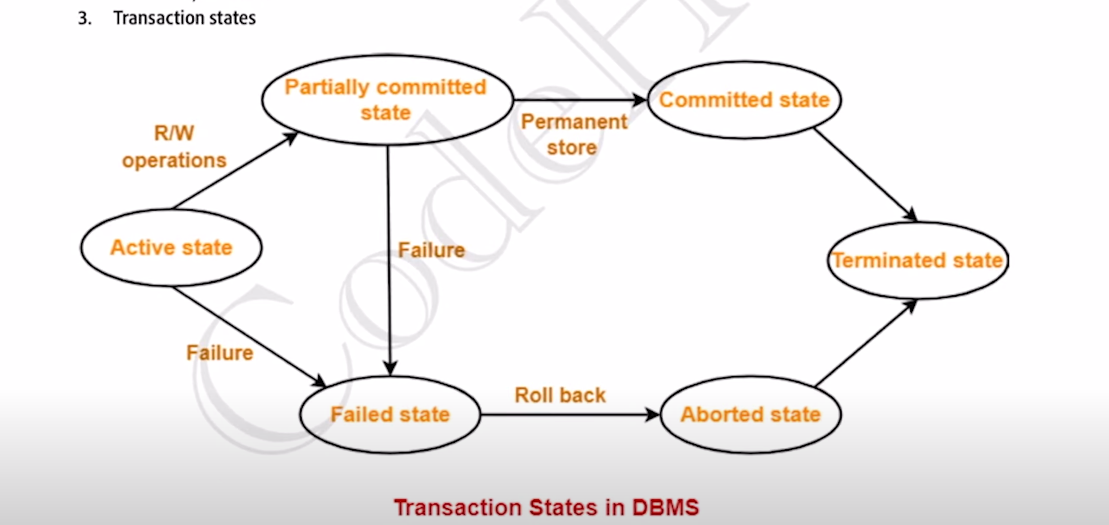 3. Transaction states
Partially committed
state
Committed state
R/W
operations
Permanent
store
Active state
Failure
Terminated state
Failure
Roll back
Failed state
Aborted state
Transaction States in DBMS